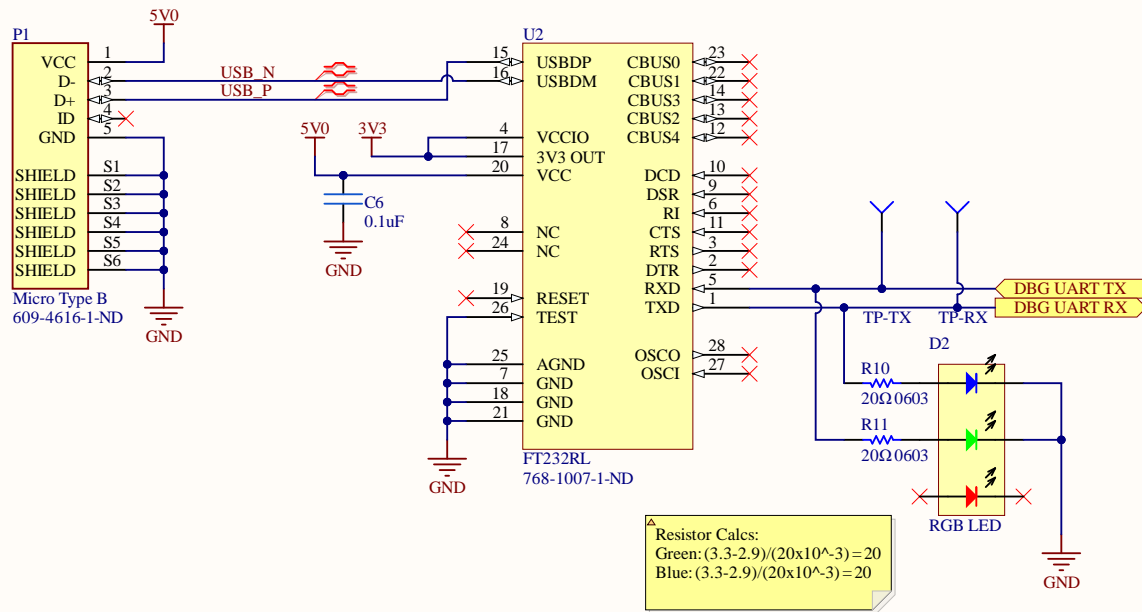 P1
5V0
VCC 1
D- 2
D+ 3
ID 4
GND 5
SHIELD S1
SHIELD S2
SHIELD S3
SHIELD S4
SHIELD S5
SHIELD S6
Micro Type B
609-4616-1-ND
GND
USB_N
USB_P
5V0
3V3
C6
0.1uF
GND
U2
15 USBDP
16 USBDM
4 VCCIO
17 3V3 OUT
20 VCC
8 NC
24 NC
19 RESET
26 TEST
25 AGND
7 GND
18 GND
21 GND
GND
CBUS0 23
CBUS1 22
CBUS3 14
CBUS2 13
CBUS4 12
DCD 10
DSR 9
RI 6
CTS 11
RTS 3
DTR 2
RXD 5
TXD 1
OSCO 28
OSCI 27
FT232RL
768-1007-1-ND
DBG UART TX
DBG UART RX
TP-TX
TP-RX
D2
R10
20Ω 0603
R11
20Ω 0603
RGB LED
GND
Resistor Calcs:
Green: (3.3-2.9)/(20x10^-3)=20
Blue: (3.3-2.9)/(20x10^-3)=20